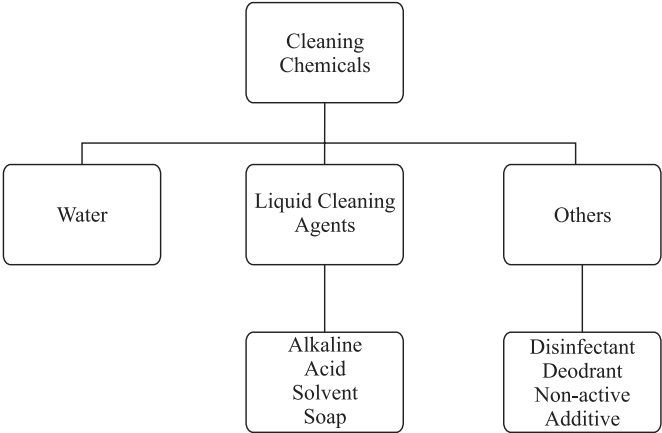 Cleaning
Chemicals
Water
Liquid Cleaning
Agents
Others
Alkaline
Acid
Solvent
Soap
Disinfectant
Deodrant
Non-active
Additive